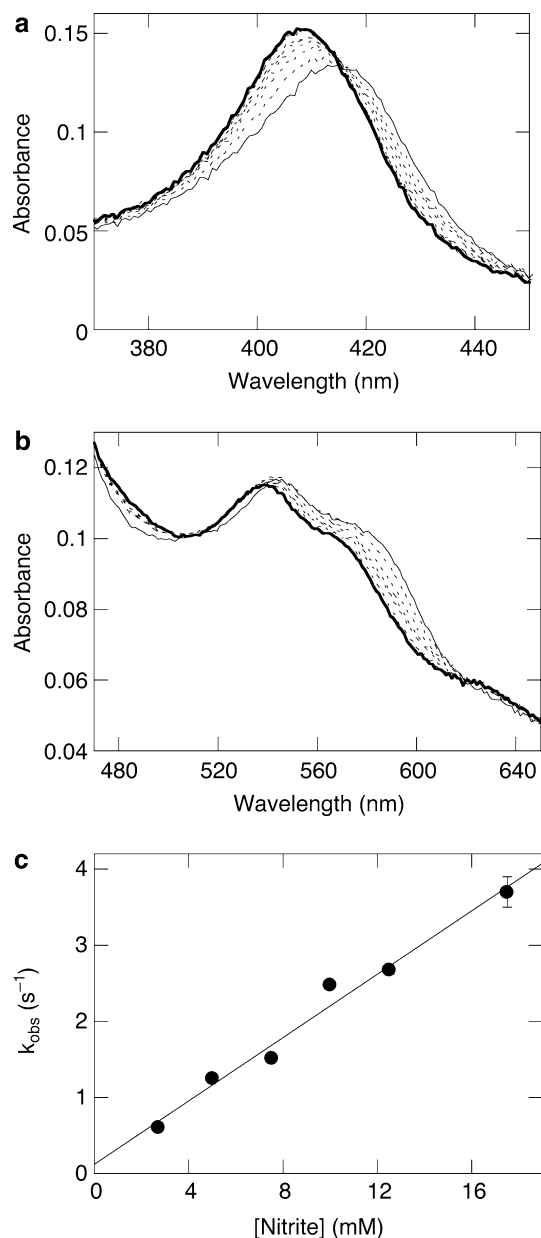 a
0.15
0.1
0.05
0
Absorbance
380 400 420 440
Wavelength (nm)
b
0.12
0.1
0.08
0.06
0.04
Absorbance
480 520 560 600 640
Wavelength (nm)
c
4
3
2
1
0
k_obs (s⁻¹)
0 4 8 12 16
[Nitrite] (mM)